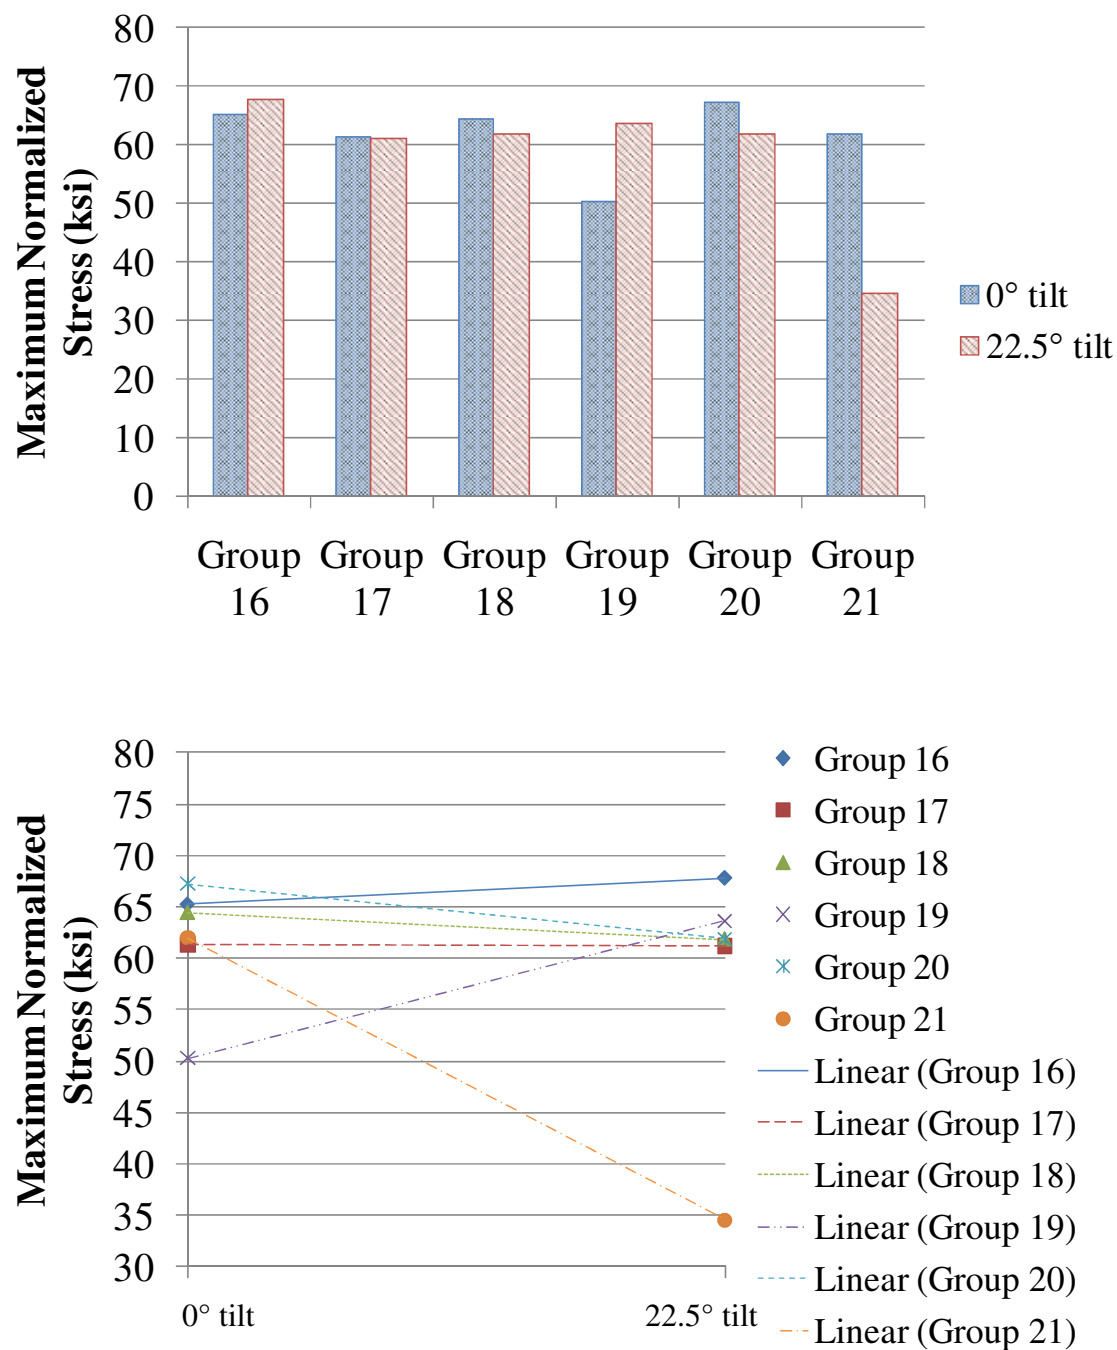 Maximum Normalized
Stress (ksi)
80
70
60
50
40
30
20
10
0
Group
16
Group
17
Group
18
Group
19
Group
20
Group
21
0° tilt
22.5° tilt
Maximum Normalized
Stress (ksi)
80
75
70
65
60
55
50
45
40
35
30
0° tilt
22.5° tilt
Group 16
Group 17
Group 18
Group 19
Group 20
Group 21
Linear (Group 16)
Linear (Group 17)
Linear (Group 18)
Linear (Group 19)
Linear (Group 20)
Linear (Group 21)